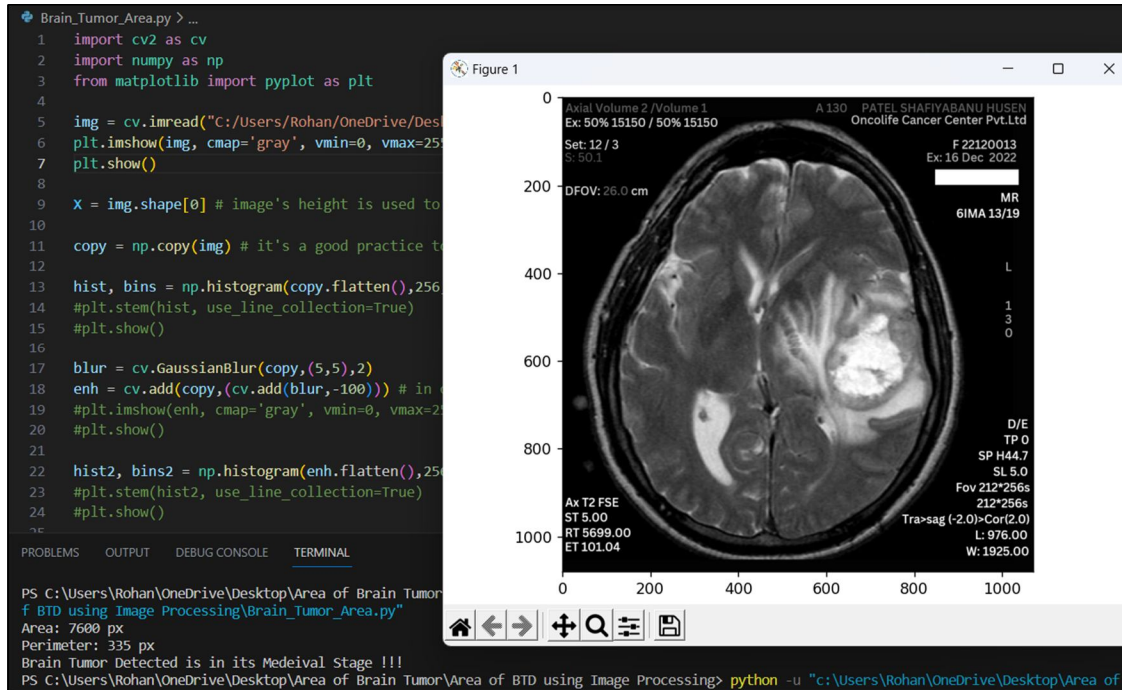 Brain_Tumor_Area.py > ...
1 import cv2 as cv
2 import numpy as np
3 from matplotlib import pyplot as plt
4
5 img = cv.imread("C:/Users/Rohan/OneDrive/Des
6 plt.imshow(img, cmap='gray', vmin=0, vmax=255
7 plt.show()
8
9 X = img.shape[0] # image's height is used to
10
11 copy = np.copy(img) # it's a good practice to
12
13 hist, bins = np.histogram(copy.flatten(),256
14 #plt.stem(hist, use_line_collection=True)
15 #plt.show()
16
17 blur = cv.GaussianBlur(copy,(5,5),2)
18 enh = cv.add(copy,(cv.add(blur,-100))) # in
19 #plt.imshow(enh, cmap='gray', vmin=0, vmax=2
20 #plt.show()
21
22 hist2, bins2 = np.histogram(enh.flatten(),256
23 #plt.stem(hist2, use_line_collection=True)
24 #plt.show()
25
PROBLEMS OUTPUT DEBUG CONSOLE TERMINAL
PS C:\Users\Rohan\OneDrive\Desktop\Area of Brain Tumor
f BTD using Image Processing\Brain_Tumor_Area.py"
Area: 7600 px
Perimeter: 335 px
Brain Tumor Detected is in its Medeival Stage !!!
PS C:\Users\Rohan\OneDrive\Desktop\Area of Brain Tumor\Area of BTD using Image Processing> python -u "c:\Users\Rohan\OneDrive\Desktop\Area of
Figure 1
0
200
400
600
800
1000
0 200 400 600 800 1000
Axial Volume 2 /Volume 1
Ex: 50% 15150 / 50% 15150
Set: 12 / 3
S: 50.1
DFOV: 26.0 cm
A 130 PATEL SHAFIYABANU HUSEN
Oncolife Cancer Center Pvt.Ltd
F 22120013
Ex: 16 Dec 2022
MR
6IMA 13/19
L
1
3
0
D/E
TP 0
SP H44.7
SL 5.0
Fov 212*256s
212*256s
Tra>sag (-2.0)>Cor(2.0)
L: 976.00
W: 1925.00
Ax T2 FSE
ST 5.00
RT 5699.00
ET 101.04